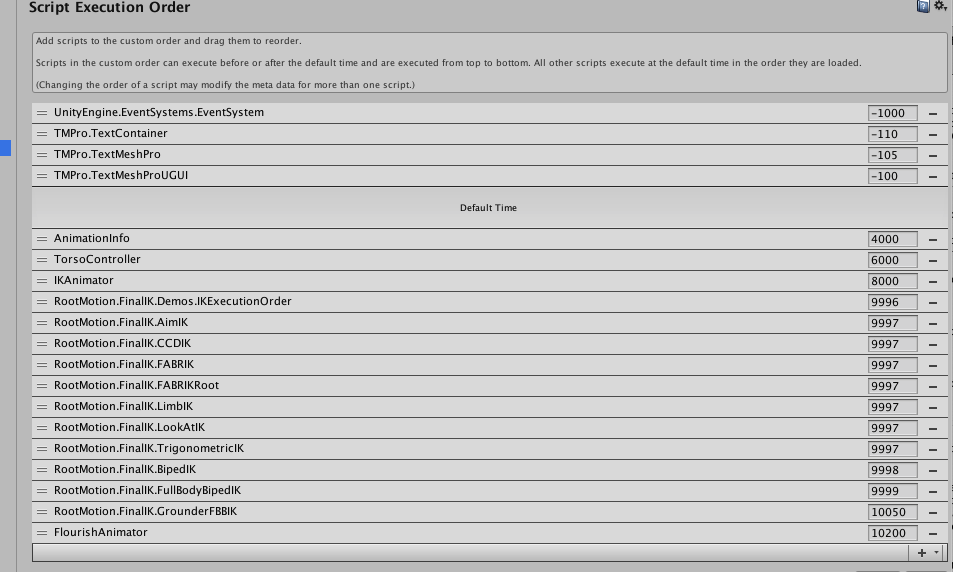 Script Execution Order
Add scripts to the custom order and drag them to reorder.
Scripts in the custom order can execute before or after the default time and are executed from top to bottom. All other scripts execute at the default time in the order they are loaded.
(Changing the order of a script may modify the meta data for more than one script.)
UnityEngine.EventSystems.EventSystem -1000
TMPro.TextContainer -110
TMPro.TextMeshPro -105
TMPro.TextMeshProUGUI -100
Default Time
AnimationInfo 4000
TorsoController 6000
IKAnimator 8000
RootMotion.FinalIK.Demos.IKExecutionOrder 9996
RootMotion.FinalIK.AimIK 9997
RootMotion.FinalIK.CCDIK 9997
RootMotion.FinalIK.FABRIK 9997
RootMotion.FinalIK.FABRIKRoot 9997
RootMotion.FinalIK.LimbIK 9997
RootMotion.FinalIK.LookAtIK 9997
RootMotion.FinalIK.TrigonometricIK 9997
RootMotion.FinalIK.BipedIK 9998
RootMotion.FinalIK.FullBodyBipedIK 9999
RootMotion.FinalIK.GrounderFBBIK 10050
FlourishAnimator 10200